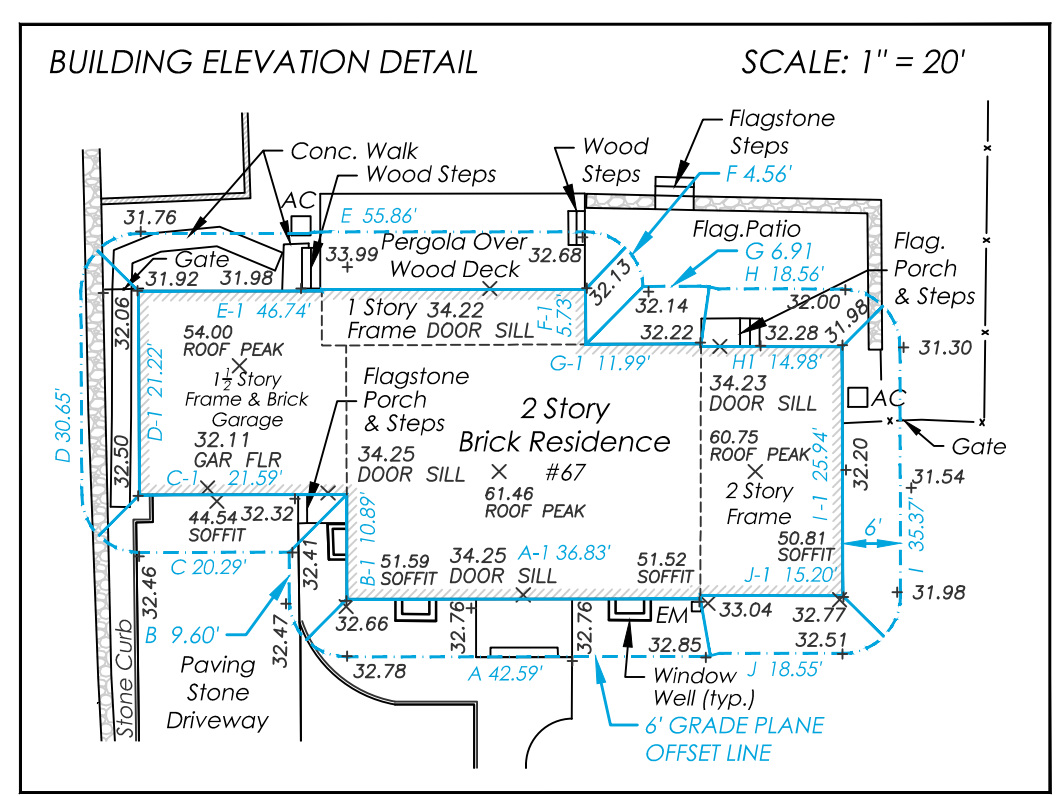 BUILDING ELEVATION DETAIL
SCALE: 1" = 20'
Flagstone
Steps
Conc. Walk
Wood Steps
Wood
Steps
F 4.56'
AC
31.76
E 55.86'
33.99
Pergola Over
Wood Deck
32.68
Flag.Patio
G 6.91
H 18.56'
Flag.
Porch
& Steps
Gate
31.92
31.98
32.13
32.14
32.00
32.06
E-1 46.74'
1 Story
Frame
34.22
DOOR SILL
F-1
5.73'
32.22
32.28
31.98
31.30
54.00
ROOF PEAK
G-1 11.99'
H1 14.98'
1½ Story
Frame & Brick
Garage
D-1 21.22'
D 30.65'
Flagstone
Porch
& Steps
34.23
DOOR SILL
AC
Gate
2 Story
Brick Residence
#67
32.11
GAR FLR
34.25
DOOR SILL
60.75
ROOF PEAK
I-1 25.94'
32.20
32.50
C-1 21.59'
61.46
ROOF PEAK
2 Story
Frame
31.54
44.54
SOFFIT
32.32
32.41
B-1 10.89'
50.81
SOFFIT
6'
I 35.37'
51.59
SOFFIT
34.25
DOOR SILL
A-1 36.83'
51.52
SOFFIT
J-1 15.20
C 20.29'
32.46
31.98
32.47
32.66
32.76
32.76
EM
33.04
32.77
B 9.60'
32.85
32.51
32.78
A 42.59'
J 18.55'
Stone Curb
Paving
Stone
Driveway
Window
Well (typ.)
6' GRADE PLANE
OFFSET LINE